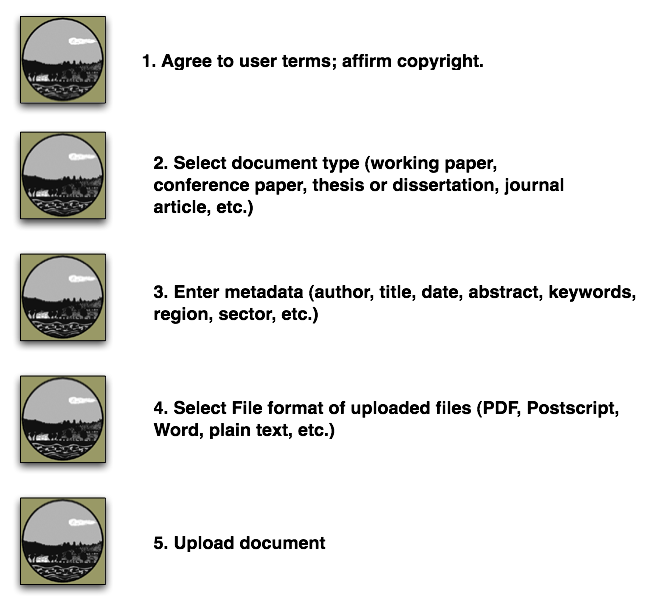 1. Agree to user terms; affirm copyright.
2. Select document type (working paper,
conference paper, thesis or dissertation, journal
article, etc.)
3. Enter metadata (author, title, date, abstract, keywords,
region, sector, etc.)
4. Select File format of uploaded files (PDF, Postscript,
Word, plain text, etc.)
5. Upload document